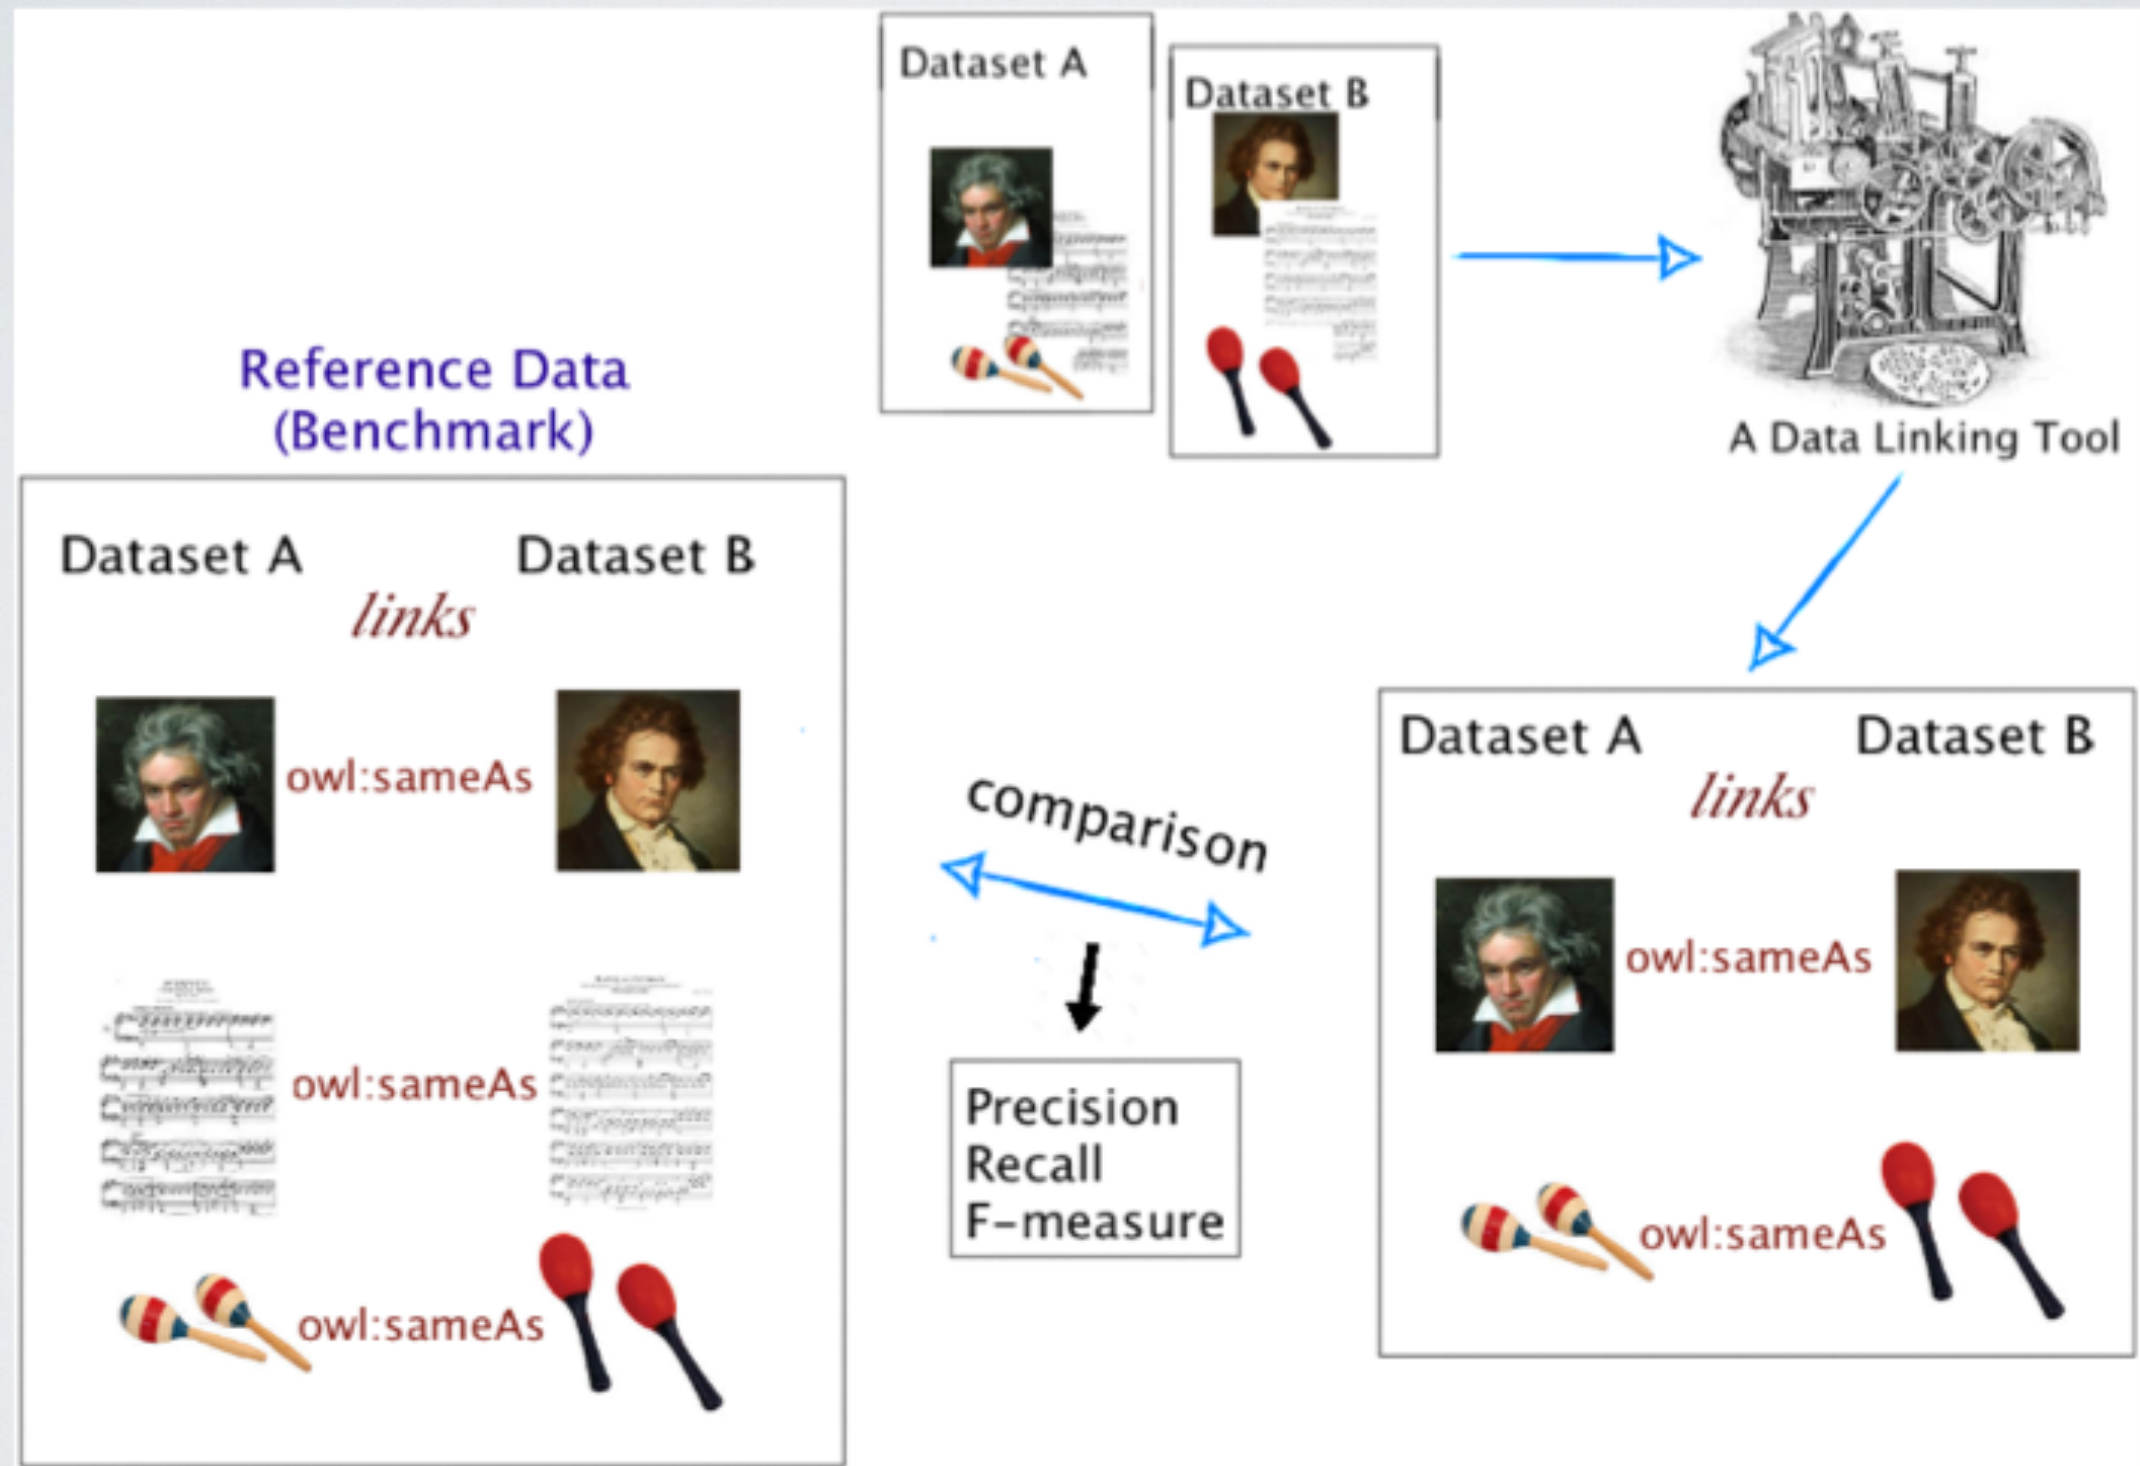 Dataset A
Dataset B
A Data Linking Tool
Reference Data
(Benchmark)
Dataset A
Dataset B
links
owl:sameAs
owl:sameAs
owl:sameAs
comparison
Precision
Recall
F-measure
Dataset A
Dataset B
links
owl:sameAs
owl:sameAs